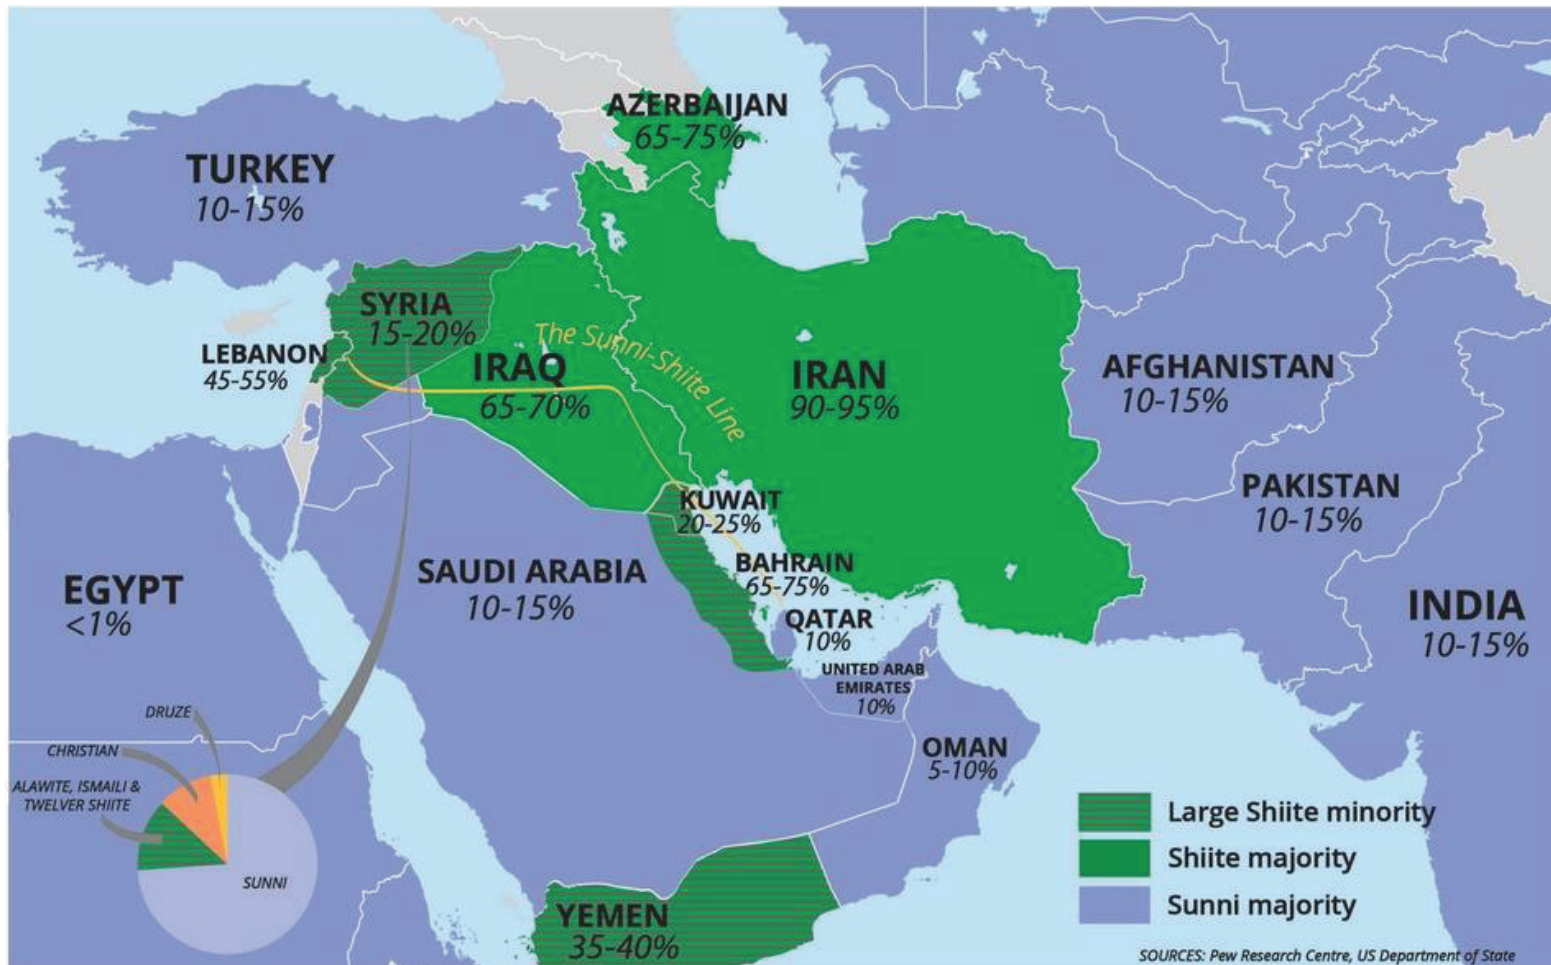 AZERBAIJAN
65-75%
TURKEY
10-15%
SYRIA
15-20%
LEBANON
45-55%
The Sunni-Shiite Line
IRAQ
65-70%
IRAN
90-95%
AFGHANISTAN
10-15%
PAKISTAN
10-15%
KUWAIT
20-25%
BAHRAIN
65-75%
QATAR
10%
UNITED ARAB
EMIRATES
10%
SAUDI ARABIA
10-15%
EGYPT
<1%
INDIA
10-15%
OMAN
5-10%
YEMEN
35-40%
DRUZE
CHRISTIAN
ALAWITE, ISMAILI &
TWELVER SHIITE
SUNNI
Large Shiite minority
Shiite majority
Sunni majority
SOURCES: Pew Research Centre, US Department of State